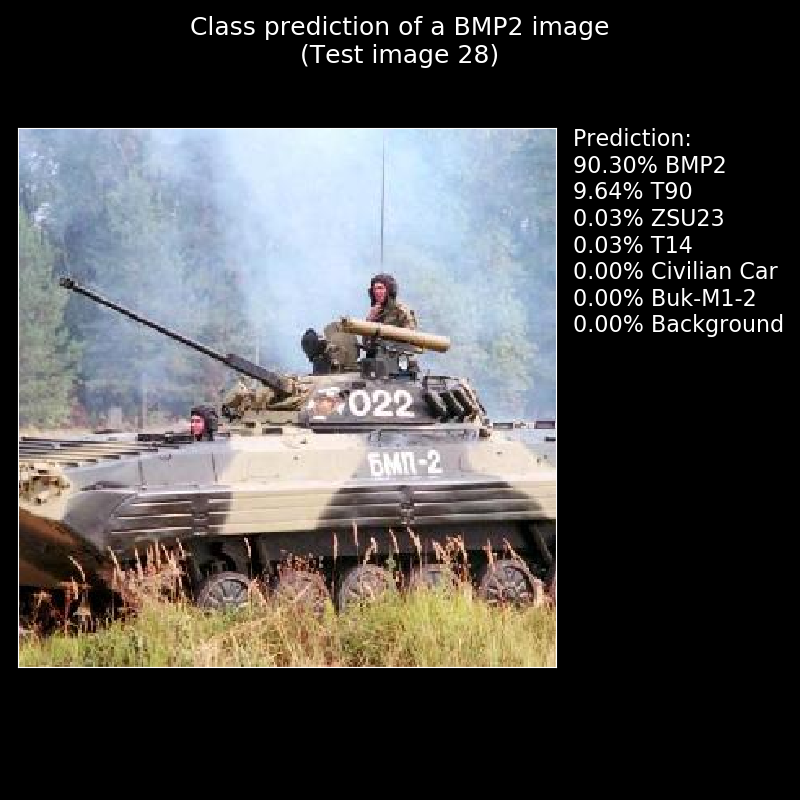 Class prediction of a BMP2 image
(Test image 28)
Prediction:
90.30% BMP2
9.64% T90
0.03% ZSU23
0.03% T14
0.00% Civilian Car
0.00% Buk-M1-2
0.00% Background
022
БМП-2